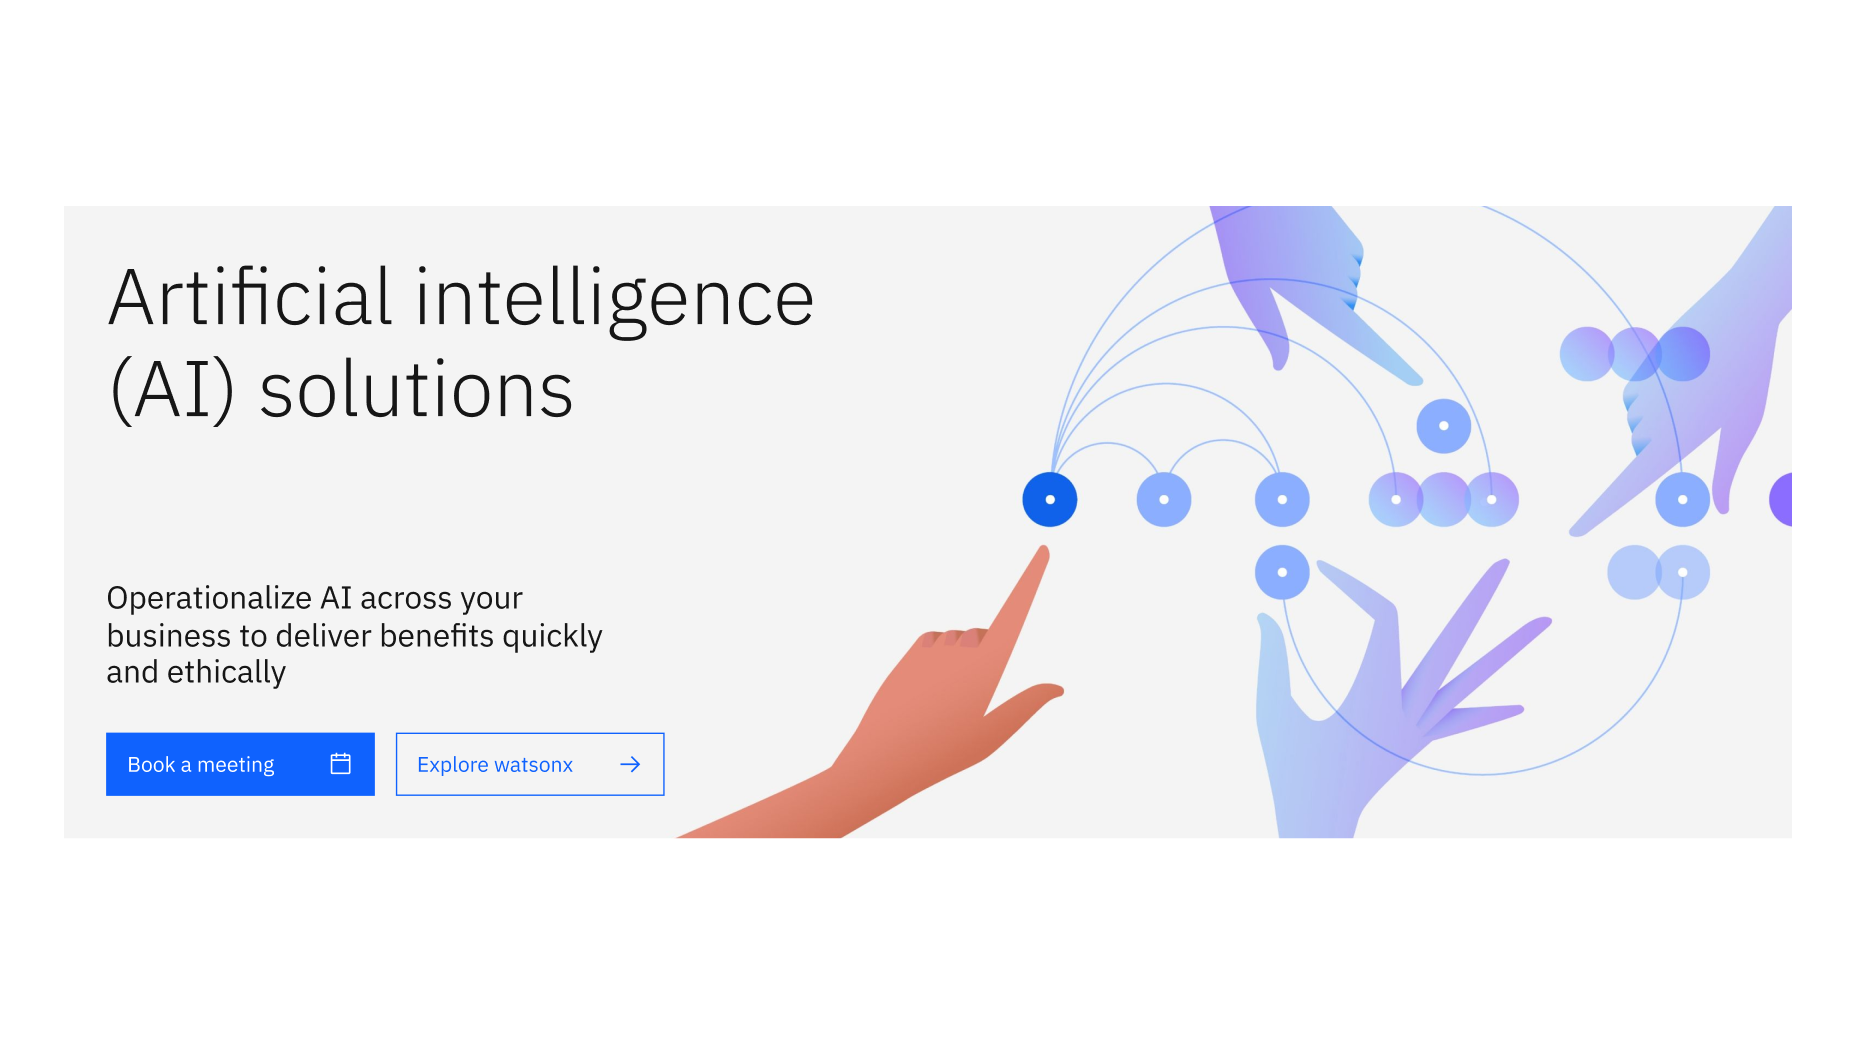 Artificial intelligence
(AI) solutions
Operationalize AI across your
business to deliver benefits quickly
and ethically
Book a meeting
Explore watsonx